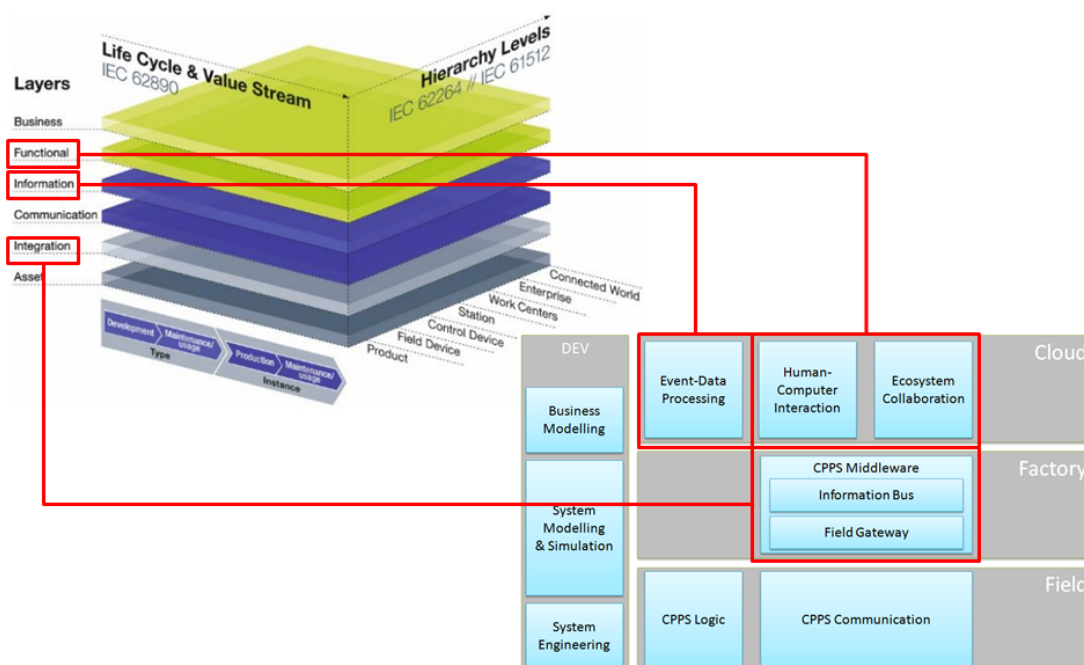 Life Cycle & Value Stream
IEC 62890
Hierarchy Levels
IEC 62264 // IEC 61512
Layers
Business
Functional
Information
Communication
Integration
Asset
Connected World
Enterprise
Work Centers
Station
Control Device
Field Device
Product
Development
Maintenance/
usage
Production
Maintenance/
usage
Type
Instance
DEV
Business
Modelling
System
Modelling
& Simulation
System
Engineering
Event-Data
Processing
Human-
Computer
Interaction
Ecosystem
Collaboration
Cloud
CPPS Middleware
Information Bus
Field Gateway
Factory
CPPS Logic
CPPS Communication
Field